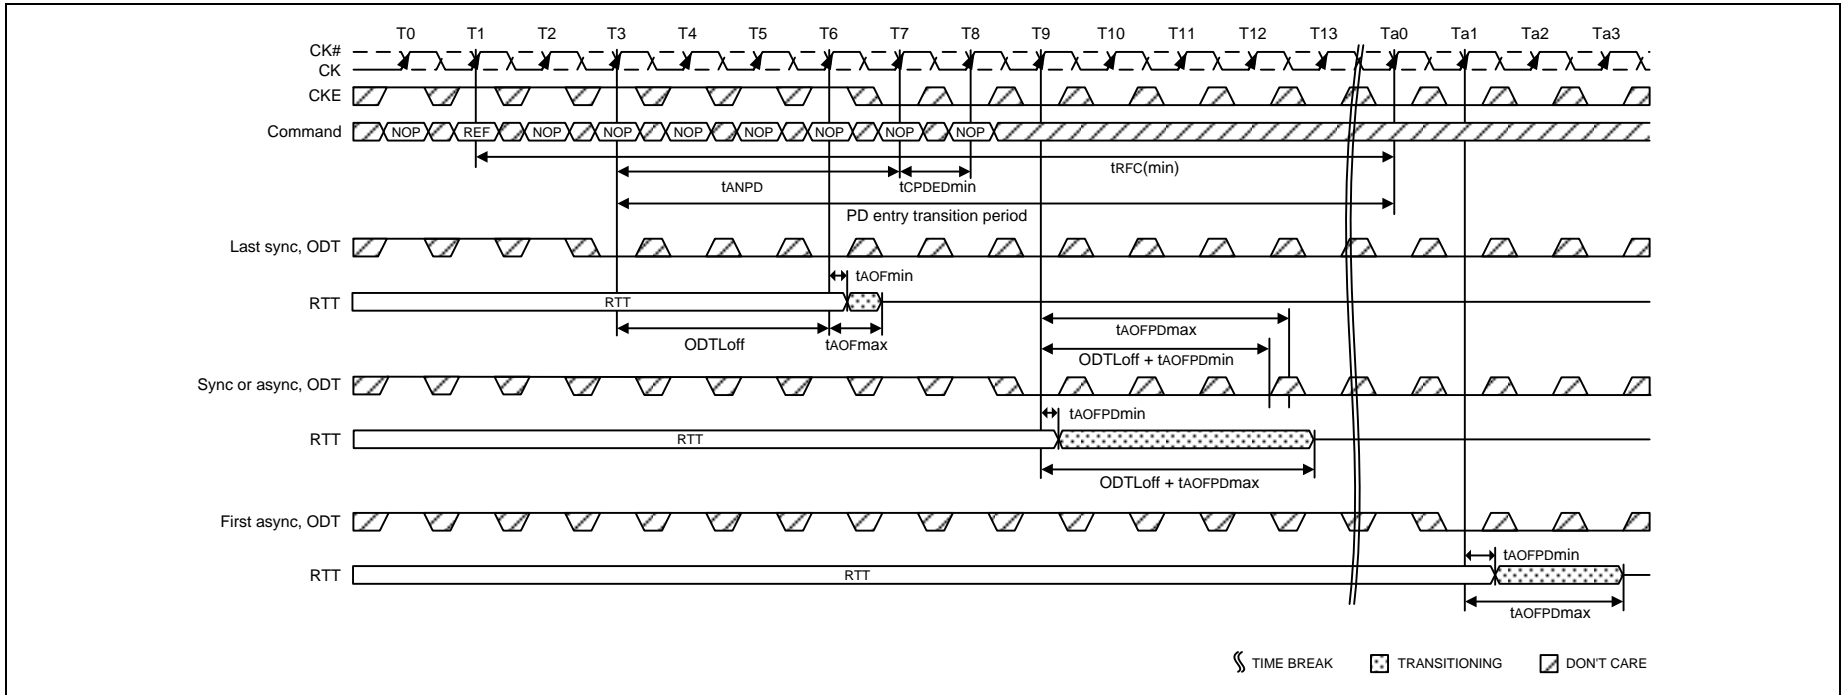 T0 T1 T2 T3 T4 T5 T6 T7 T8 T9 T10 T11 T12 T13 Ta0 Ta1 Ta2 Ta3
CK#
CK
CKE
Command NOP REF NOP NOP NOP NOP NOP NOP NOP
tRFC(min)
tANPD tCPDEDmin
PD entry transition period
Last sync, ODT
tAOFmin
RTT RTT
tAOFPDmax
ODTLoff tAOFmax
ODTLoff + tAOFPDmin
Sync or async, ODT
tAOFPDmin
RTT RTT
ODTLoff + tAOFPDmax
First async, ODT
tAOFPDmin
RTT RTT
tAOFPDmax
TIME BREAK TRANSITIONING DON'T CARE